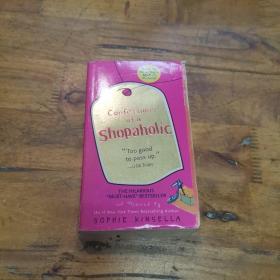 Confessions
of a
Shopaholic
"Too good
to pass up."
—USA Today
THE HILARIOUS
"MUST-HAVE" BESTSELLER
SOPHIE KINSELLA